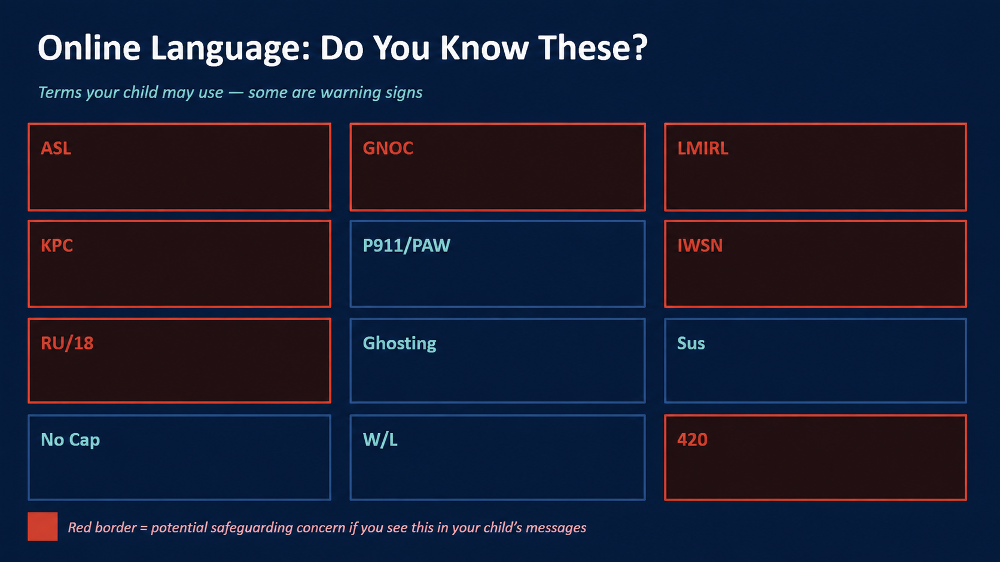 Online Language: Do You Know These?
Terms your child may use — some are warning signs
ASL
GNOC
LMIRL
KPC
P911/PAW
IWSN
RU/18
Ghosting
Sus
No Cap
W/L
420
Red border = potential safeguarding concern if you see this in your child’s messages